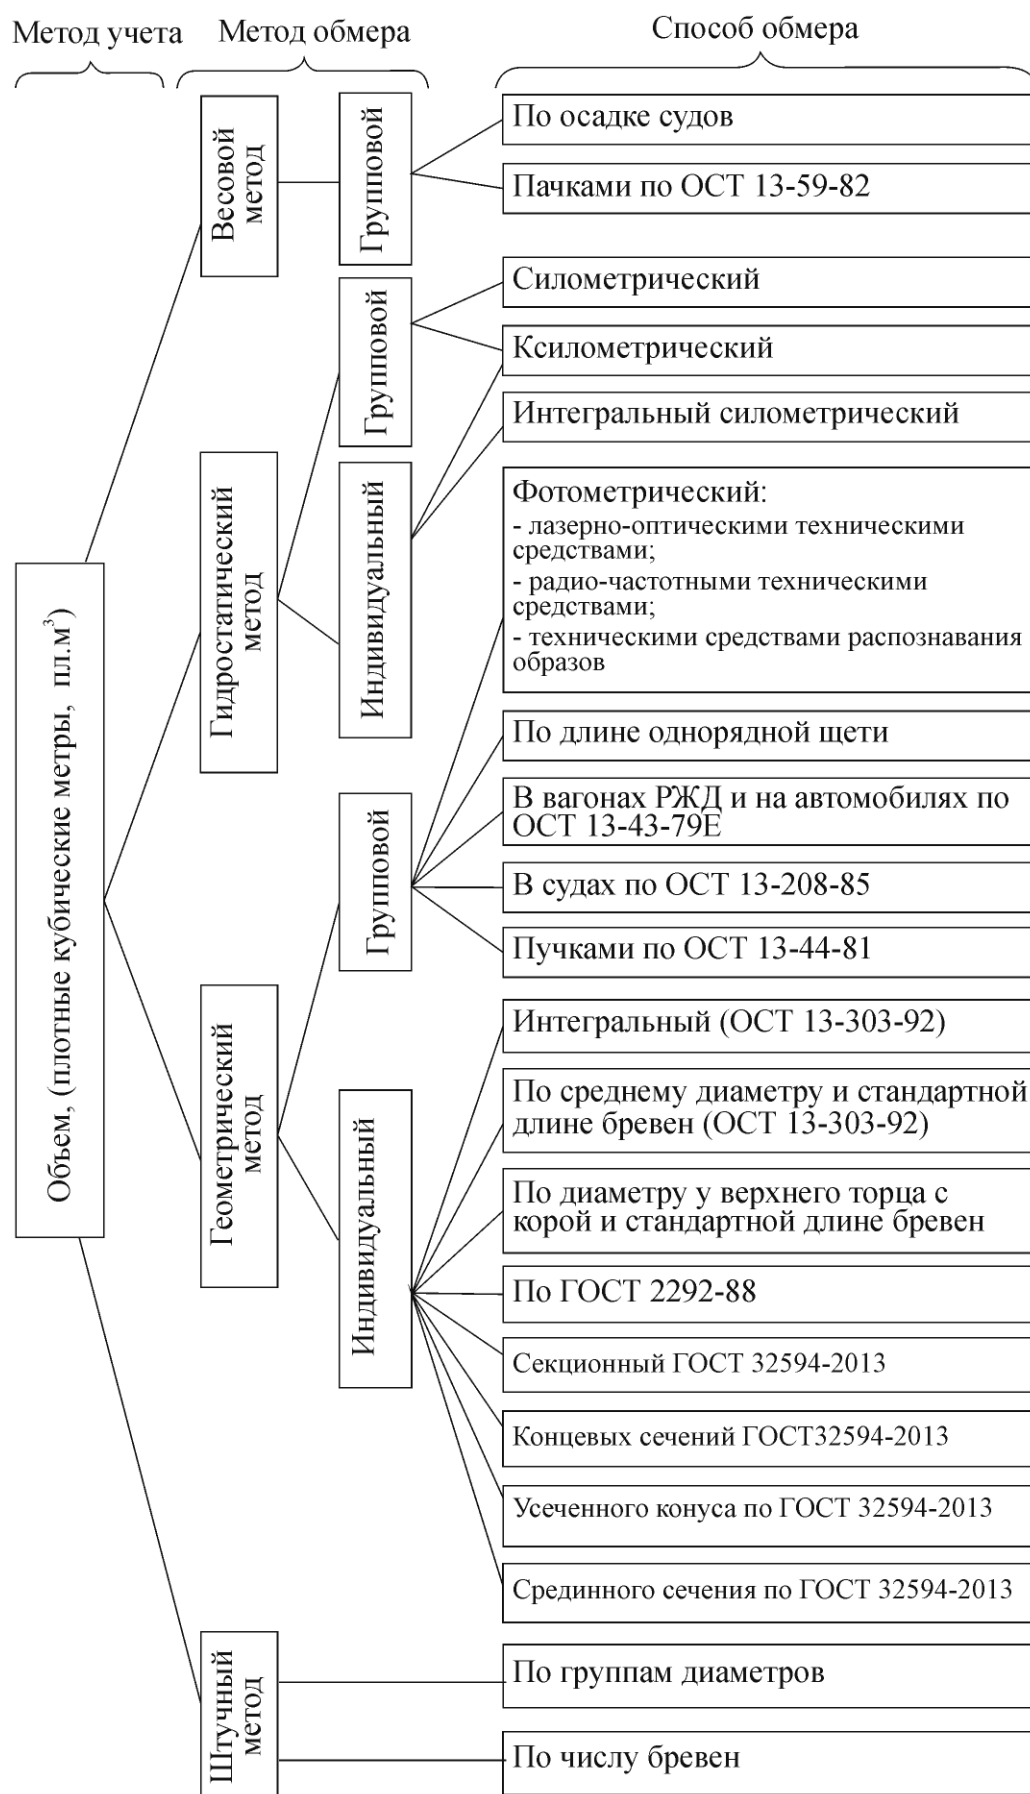 Метод учета
Метод обмера
Способ обмера
Объем, (плотные кубические метры, пл.м³)
Весовой
метод
Групповой
По осадке судов
Пачками по ОСТ 13-59-82
Гидростатический
метод
Групповой
Силометрический
Ксилометрический
Индивидуальный
Интегральный силометрический
Геометрический
метод
Групповой
Фотометрический:
- лазерно-оптическими техническими
средствами;
- радио-частотными техническими
средствами;
- техническими средствами распознавания
образов
По длине однорядной щети
В вагонах РЖД и на автомобилях по
ОСТ 13-43-79Е
В судах по ОСТ 13-208-85
Пучками по ОСТ 13-44-81
Индивидуальный
Интегральный (ОСТ 13-303-92)
По среднему диаметру и стандартной
длине бревен (ОСТ 13-303-92)
По диаметру у верхнего торца с
корой и стандартной длине бревен
По ГОСТ 2292-88
Секционный ГОСТ 32594-2013
Концевых сечений ГОСТ32594-2013
Усеченного конуса по ГОСТ 32594-2013
Срединного сечения по ГОСТ 32594-2013
Штучный
метод
По группам диаметров
По числу бревен